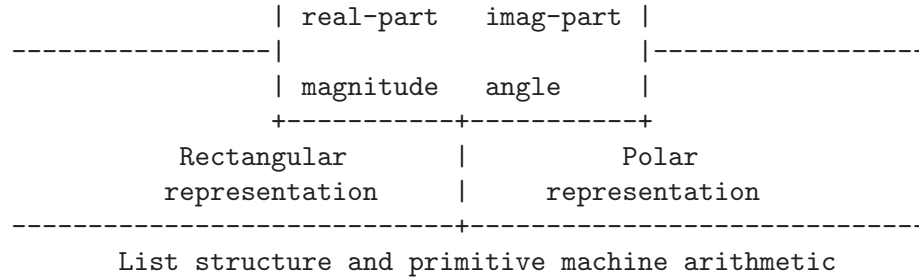 | real-part imag-part |
-----------------| |-----------------
| magnitude angle |
+-----------+-----------+
Rectangular | Polar
representation | representation
-----------------------------+-----------------------------
List structure and primitive machine arithmetic